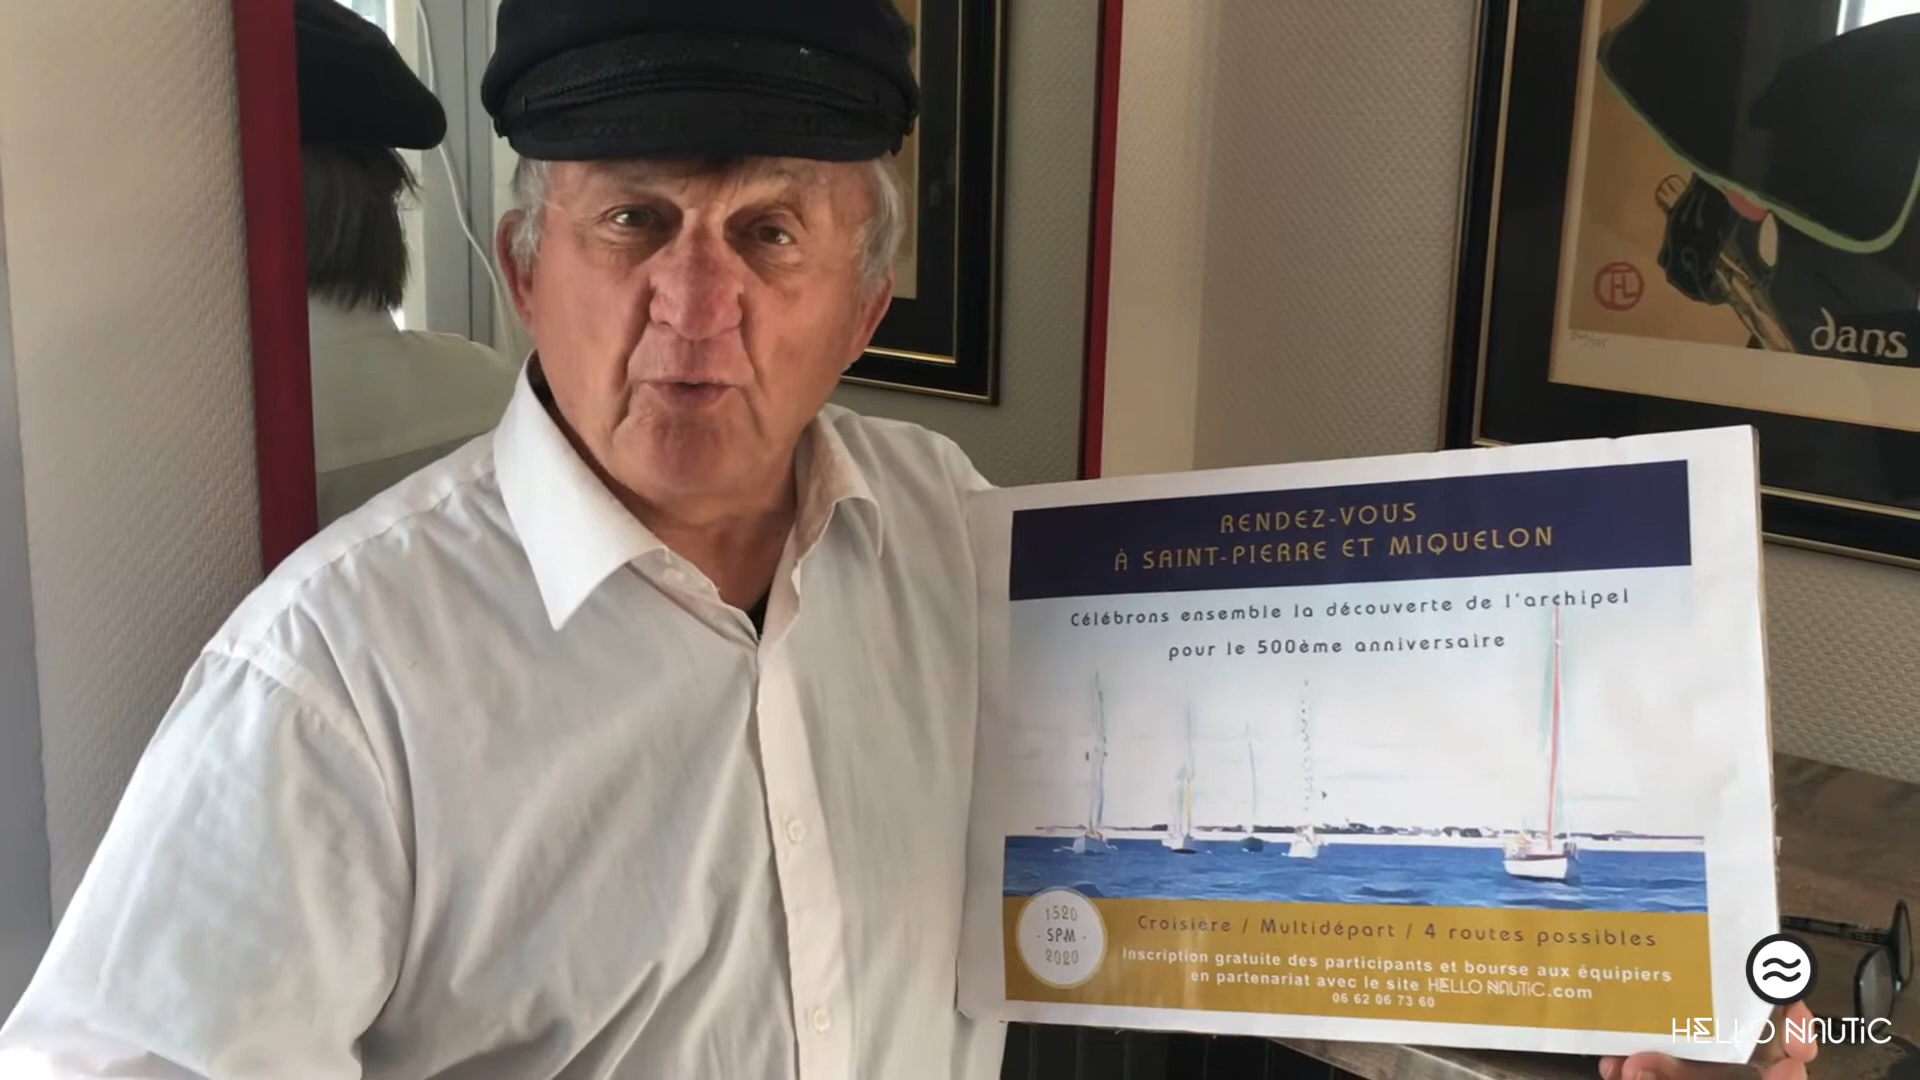 dans
RENDEZ-VOUS
À SAINT-PIERRE ET MIQUELON
Célébrons ensemble la découverte de l'archipel
pour le 500ème anniversaire
1520
- SPM -
2020
Croisière / Multidépart / 4 routes possibles
Inscription gratuite des participants et bourse aux équipiers
en partenariat avec le site HELLO NAUTiC.com
06 62 06 73 60
HELLO NAUTiC